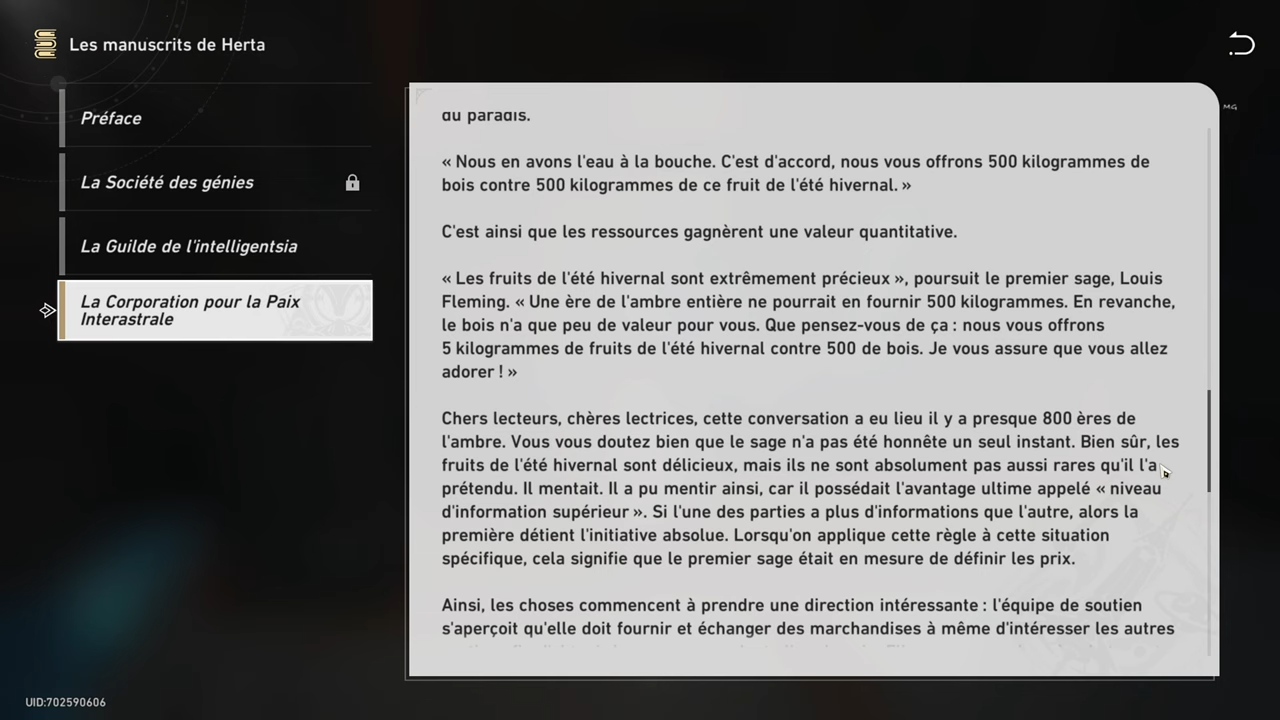 Les manuscrits de Herta
Préface
La Société des génies
La Guilde de l'intelligentsia
La Corporation pour la Paix
Interastrale
du paradis.
« Nous en avons l'eau à la bouche. C'est d'accord, nous vous offrons 500 kilogrammes de
bois contre 500 kilogrammes de ce fruit de l'été hivernal. »
C'est ainsi que les ressources gagnèrent une valeur quantitative.
« Les fruits de l'été hivernal sont extrêmement précieux », poursuit le premier sage, Louis
Fleming. « Une ère de l'ambre entière ne pourrait en fournir 500 kilogrammes. En revanche,
le bois n'a que peu de valeur pour vous. Que pensez-vous de ça : nous vous offrons
5 kilogrammes de fruits de l'été hivernal contre 500 de bois. Je vous assure que vous allez
adorer ! »
Chers lecteurs, chères lectrices, cette conversation a eu lieu il y a presque 800 ères de
l'ambre. Vous vous doutez bien que le sage n'a pas été honnête un seul instant. Bien sûr, les
fruits de l'été hivernal sont délicieux, mais ils ne sont absolument pas aussi rares qu'il l'a
prétendu. Il mentait. Il a pu mentir ainsi, car il possédait l'avantage ultime appelé « niveau
d'information supérieur ». Si l'une des parties a plus d'informations que l'autre, alors la
première détient l'initiative absolue. Lorsqu'on applique cette règle à cette situation
spécifique, cela signifie que le premier sage était en mesure de définir les prix.
Ainsi, les choses commencent à prendre une direction intéressante : l'équipe de soutien
s'aperçoit qu'elle doit fournir et échanger des marchandises à même d'intéresser les autres
MG
UID:702590606